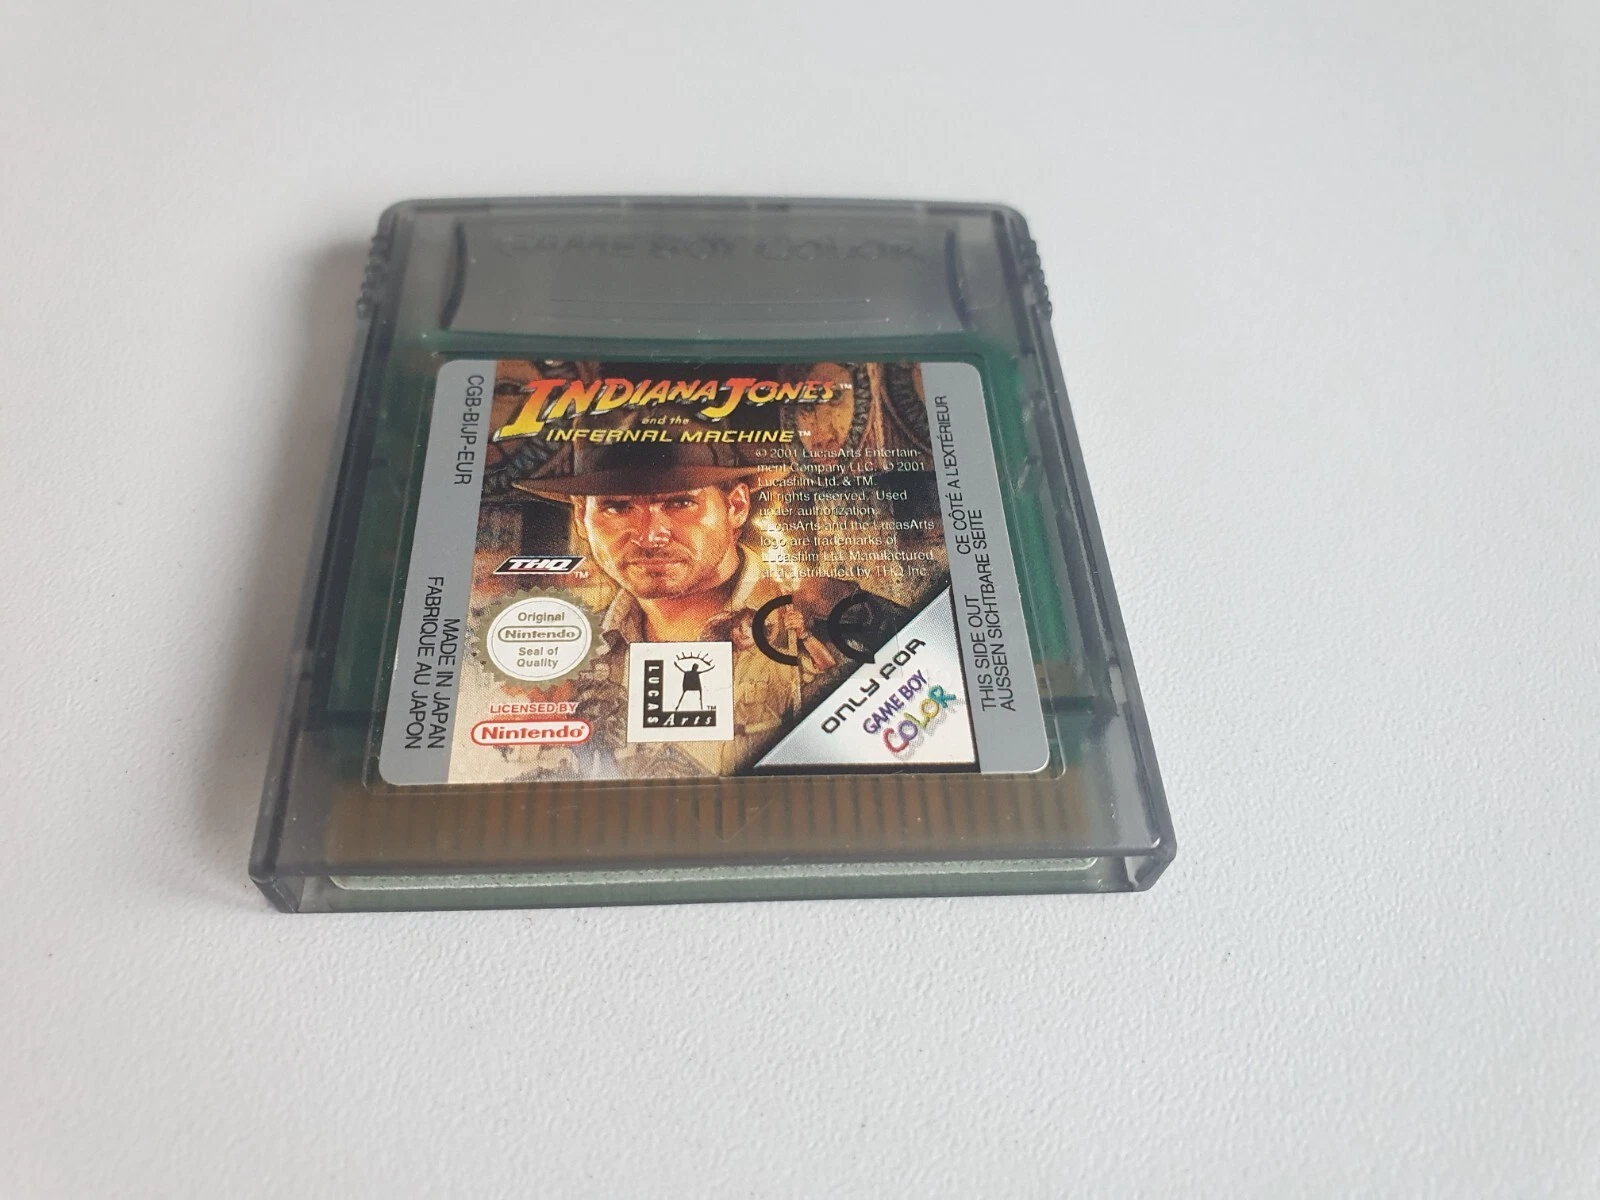 GAME BOY COLOR
CGB-BIJP-EUR
MADE IN JAPAN
FABRIQUE AU JAPON
INDIANA JONES™
and the
INFERNAL MACHINE™
© 2001 LucasArts Entertain-
ment Company LLC. © 2001
Lucasfilm Ltd. & TM.
All rights reserved. Used
under authorization.
LucasArts and the LucasArts
logo are trademarks of
Lucasfilm Ltd. Manufactured
and distributed by THQ Inc.
THQ™
Original
Nintendo
Seal of
Quality
LICENSED BY
Nintendo®
LUCAS
Arts™
CE
ONLY FOR
GAME BOY
COLOR
THIS SIDE OUT CE CÔTÉ A L'EXTÉRIEUR
AUSSEN SICHTBARE SEITE